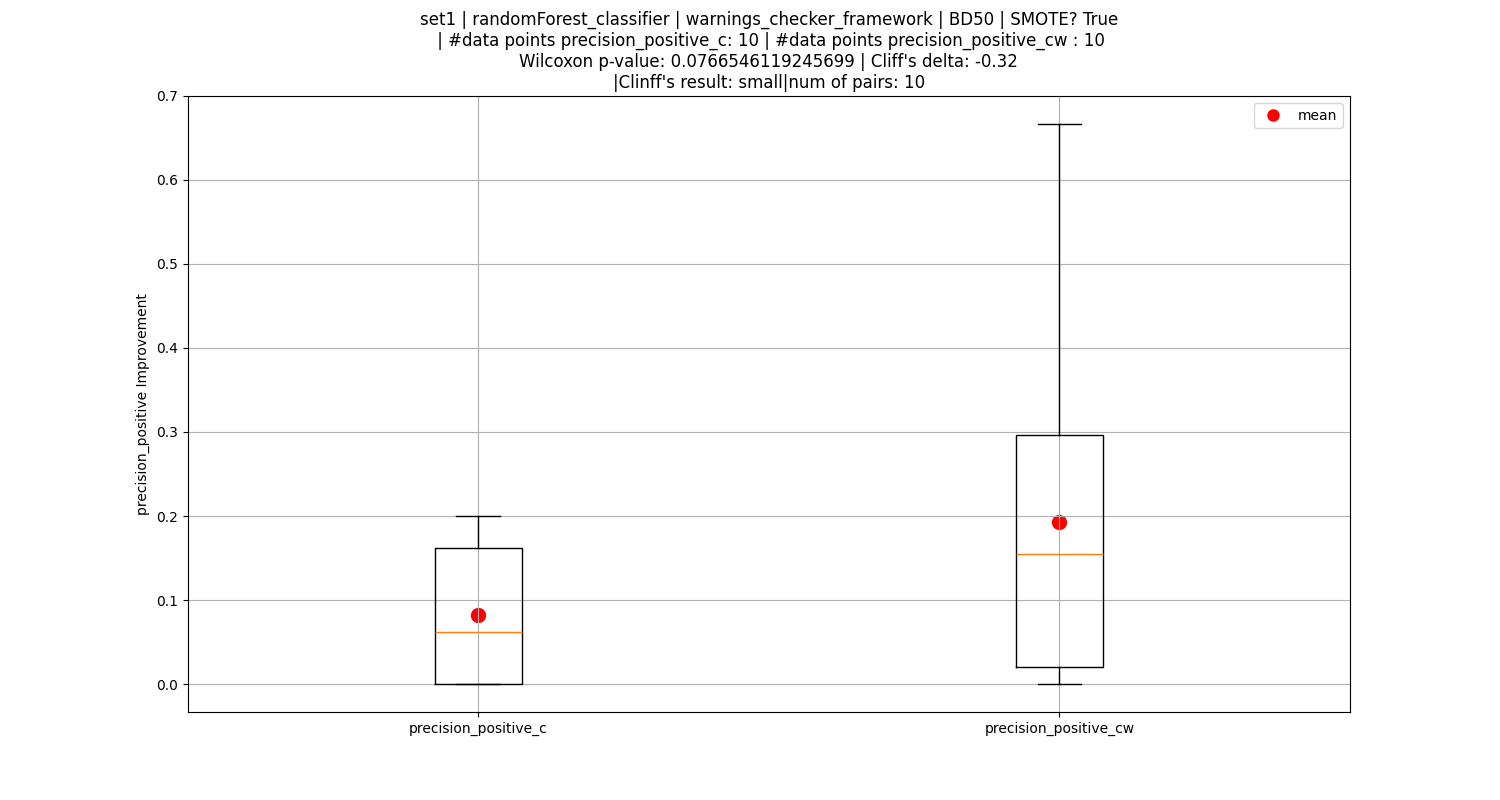 set1 | randomForest_classifier | warnings_checker_framework | BD50 | SMOTE? True
| #data points precision_positive_c: 10 | #data points precision_positive_cw : 10
Wilcoxon p-value: 0.0766546119245699 | Cliff's delta: -0.32
|Clinff's result: small|num of pairs: 10
mean
0.7
0.6
0.5
0.4
0.3
0.2
0.1
0.0
precision_positive Improvement
precision_positive_c
precision_positive_cw